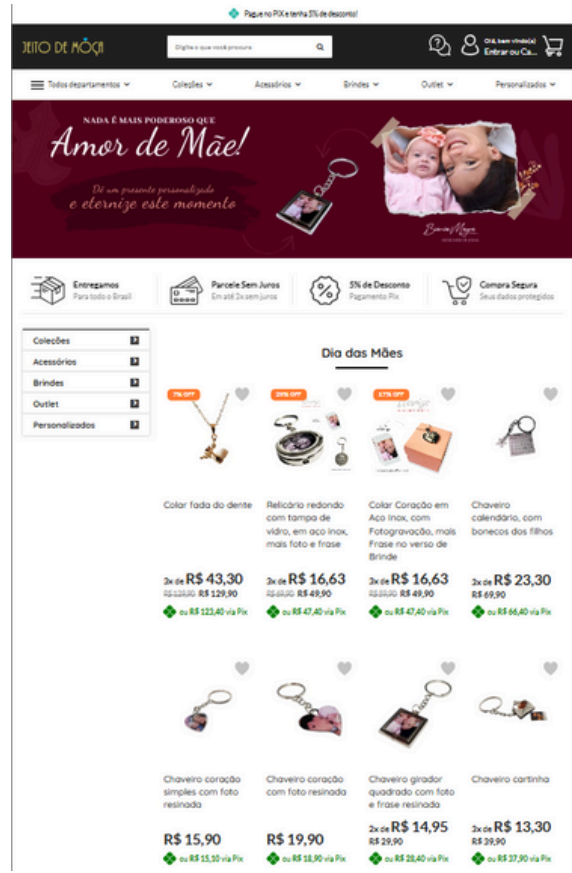 Pague no PIX e tenha 5% de desconto!
JEITO DE MÔÇA
Digite o que você procura
Olá, bem vindo(a)
Entrar ou Ca...
Todos departamentos
Coleções
Acessórios
Brindes
Outlet
Personalizados
NADA É MAIS PODEROSO QUE
Amor de Mãe!
Dê um presente personalizado
e eternize este momento
Entregamos
Para todo o Brasil
Parcele Sem Juros
Em até 3x sem juros
5% de Desconto
Pagamento Pix
Compra Segura
Seus dados protegidos
Coleções
Acessórios
Brindes
Outlet
Personalizados
Dia das Mães
7% OFF
67% OFF
Colar fada do dente
3x de R$ 43,30
R$ 139,90 R$ 129,90
ou R$ 123,40 via Pix
Relicário redondo
com tampa de
vidro, em aço inox,
mais foto e frase
3x de R$ 16,63
R$ 69,90 R$ 49,90
ou R$ 47,40 via Pix
Colar Coração em
Aço Inox, com
Fotogravação, mais
Frase no verso de
Brinde
3x de R$ 16,63
R$ 49,90
ou R$ 47,40 via Pix
Chaveiro
calendário, com
bonecos dos filhos
3x de R$ 23,30
R$ 69,90
ou R$ 66,40 via Pix
Chaveiro coração
simples com foto
resinada
R$ 15,90
ou R$ 15,10 via Pix
Chaveiro coração
com foto resinada
R$ 19,90
ou R$ 18,90 via Pix
Chaveiro girador
quadrado com foto
e frase resinada
2x de R$ 14,95
R$ 29,90
ou R$ 28,40 via Pix
Chaveiro cartinha
3x de R$ 13,30
R$ 39,90
ou R$ 37,90 via Pix